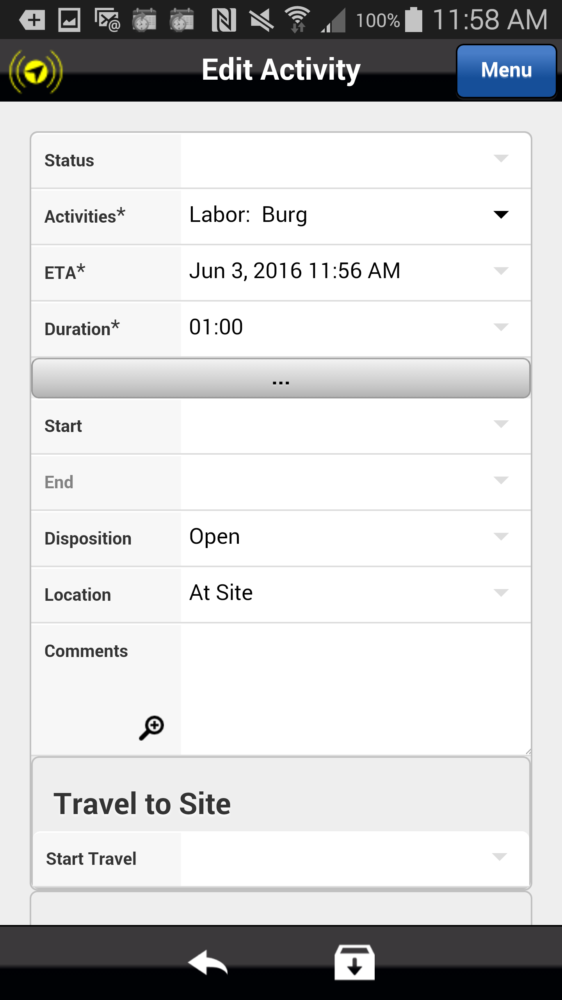 100% 11:58 AM
Edit Activity
Menu
Status
Activities* Labor:  Burg
ETA* Jun 3, 2016 11:56 AM
Duration* 01:00
...
Start
End
Disposition Open
Location At Site
Comments
Travel to Site
Start Travel